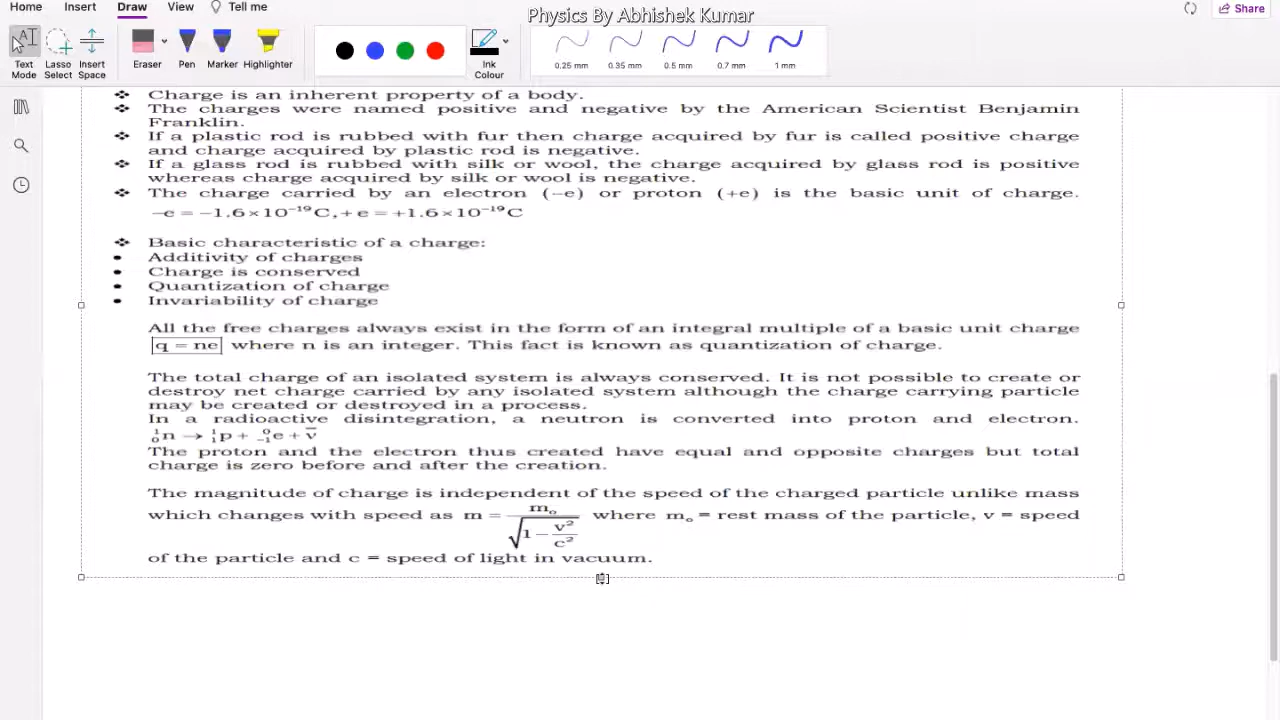 Home Insert Draw View Tell me
Physics By Abhishek Kumar
Share
Text Mode
Lasso Select
Insert Space
Eraser
Pen
Marker
Highlighter
Ink Colour
0.25 mm 0.35 mm 0.5 mm 0.7 mm 1 mm
❖ Charge is an inherent property of a body.
❖ The charges were named positive and negative by the American Scientist Benjamin
Franklin.
❖ If a plastic rod is rubbed with fur then charge acquired by fur is called positive charge
and charge acquired by plastic rod is negative.
❖ If a glass rod is rubbed with silk or wool, the charge acquired by glass rod is positive
whereas charge acquired by silk or wool is negative.
❖ The charge carried by an electron (−e) or proton (+e) is the basic unit of charge.
−e = −1.6×10⁻¹⁹C, + e = +1.6×10⁻¹⁹C
❖ Basic characteristic of a charge:
• Additivity of charges
• Charge is conserved
• Quantization of charge
• Invariability of charge
All the free charges always exist in the form of an integral multiple of a basic unit charge
q = ne where n is an integer. This fact is known as quantization of charge.
The total charge of an isolated system is always conserved. It is not possible to create or
destroy net charge carried by any isolated system although the charge carrying particle
may be created or destroyed in a process.
In a radioactive disintegration, a neutron is converted into proton and electron.
¹₀n → ¹₁p + ⁰₋₁e + v̅
The proton and the electron thus created have equal and opposite charges but total
charge is zero before and after the creation.
The magnitude of charge is independent of the speed of the charged particle unlike mass
which changes with speed as m = m₀ / √(1 − v²/c²) where m₀ = rest mass of the particle, v = speed
of the particle and c = speed of light in vacuum.